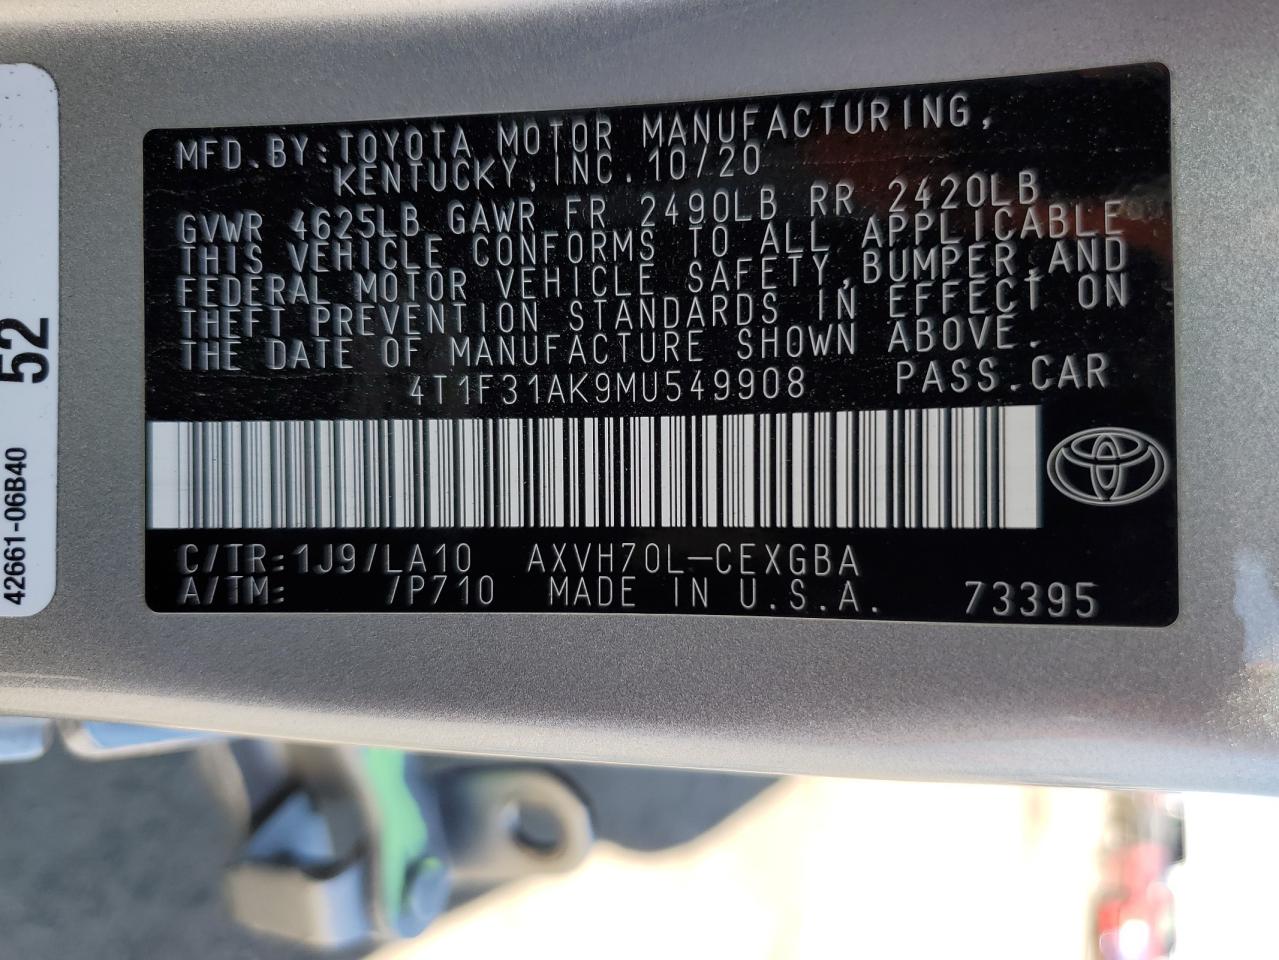 MFD.BY:TOYOTA MOTOR MANUFACTURING,
KENTUCKY, INC. 10/20
GVWR 4625LB GAWR FR 2490LB RR 2420LB
THIS VEHICLE CONFORMS TO ALL APPLICABLE
FEDERAL MOTOR VEHICLE SAFETY,BUMPER,AND
THEFT PREVENTION STANDARDS IN EFFECT ON
THE DATE OF MANUFACTURE SHOWN ABOVE.
4T1F31AK9MU549908 PASS.CAR
C/TR:1J9/LA10 AXVH70L-CEXGBA
A/TM: /P710 MADE IN U.S.A. 73395
52
42661-06B40